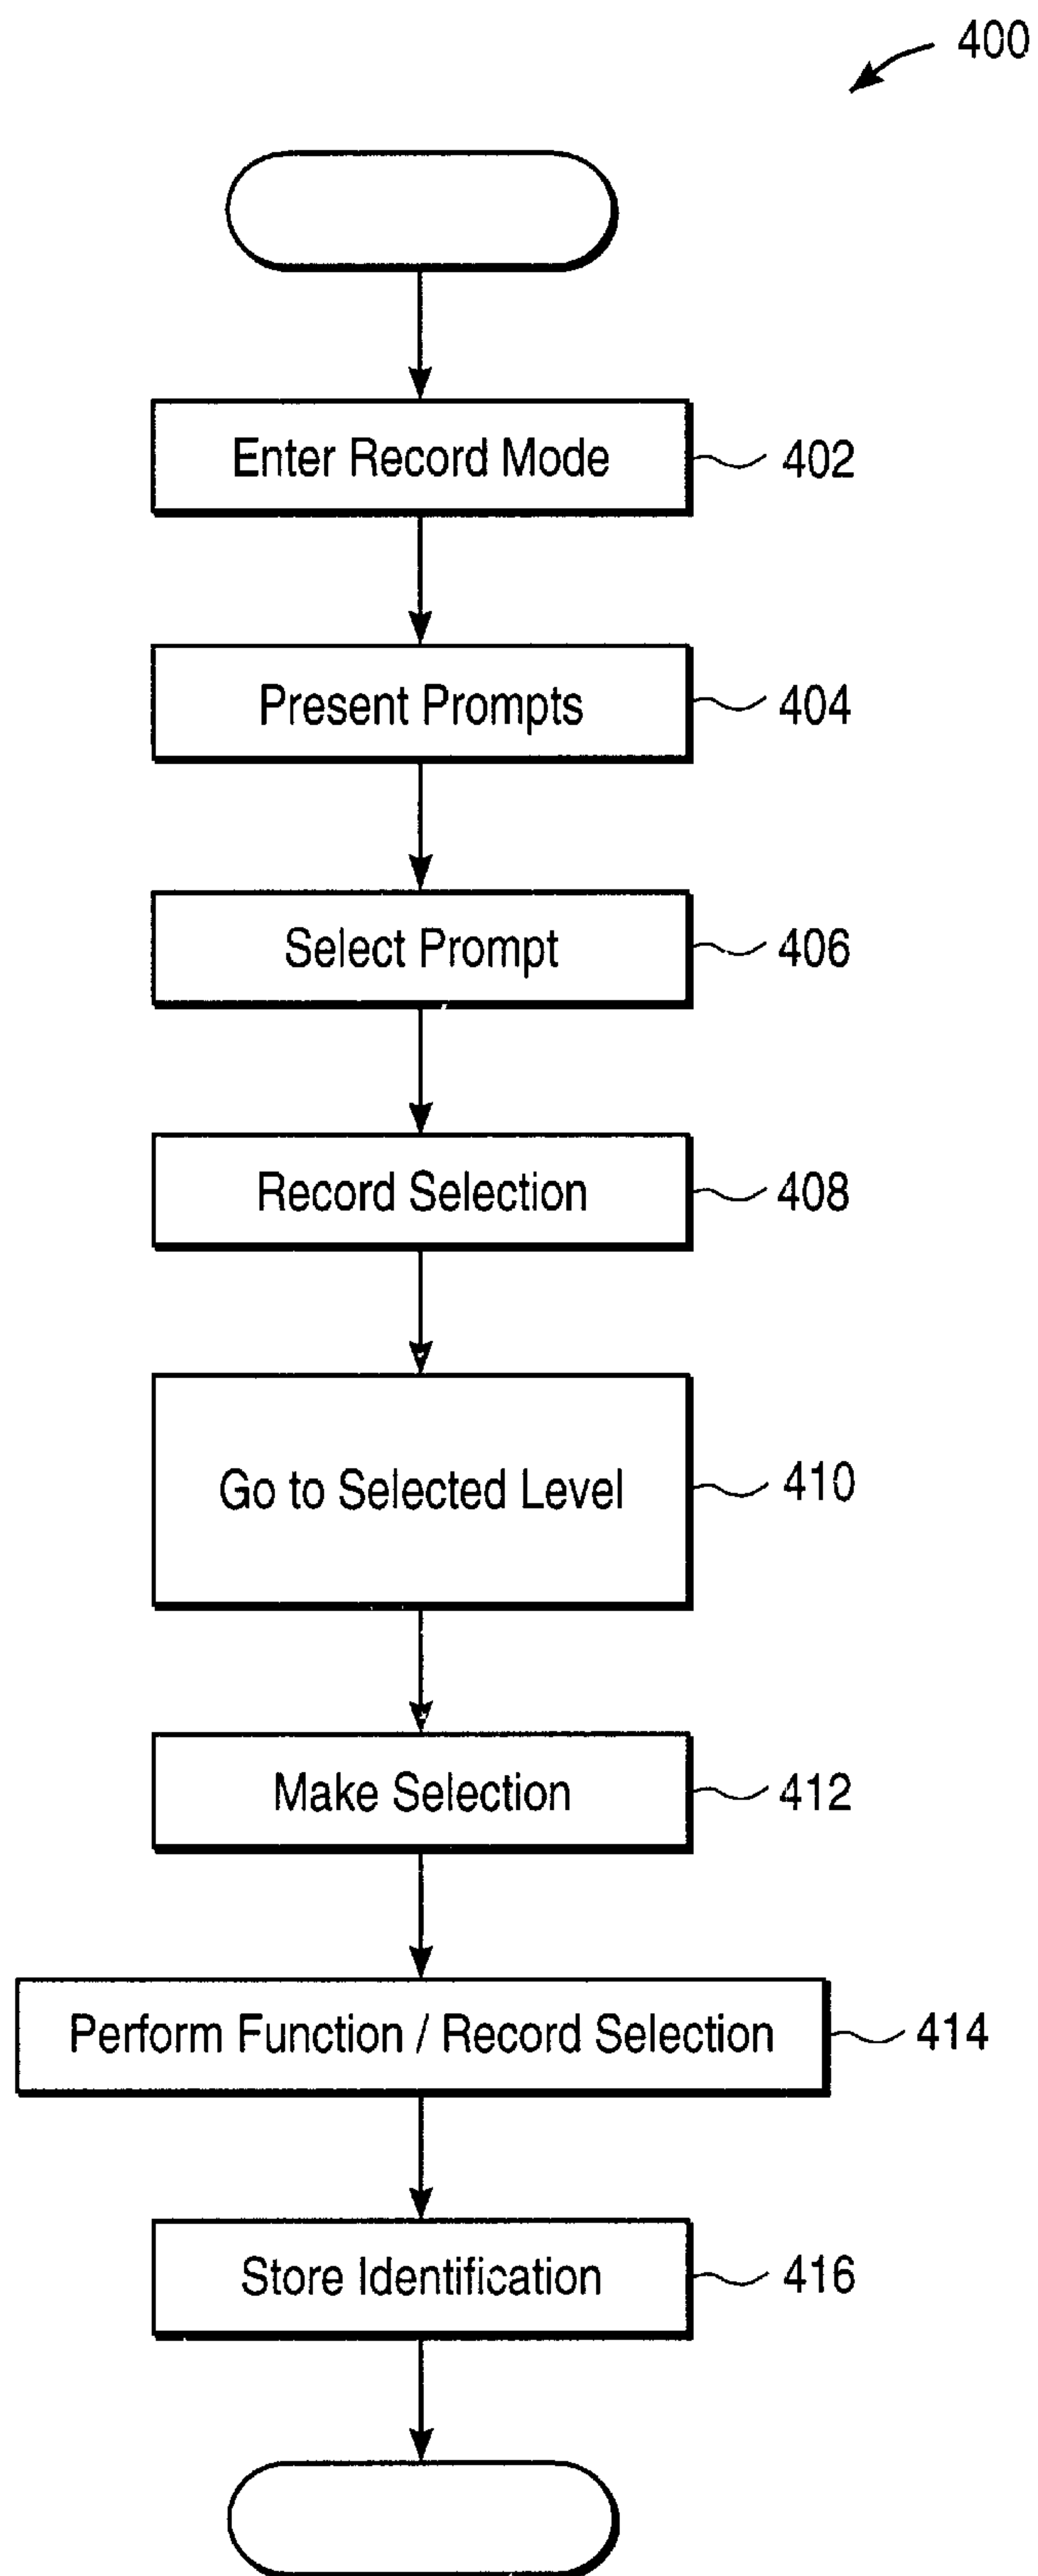 400
Enter Record Mode 402
Present Prompts 404
Select Prompt 406
Record Selection 408
Go to Selected Level 410
Make Selection 412
Perform Function / Record Selection 414
Store Identification 416